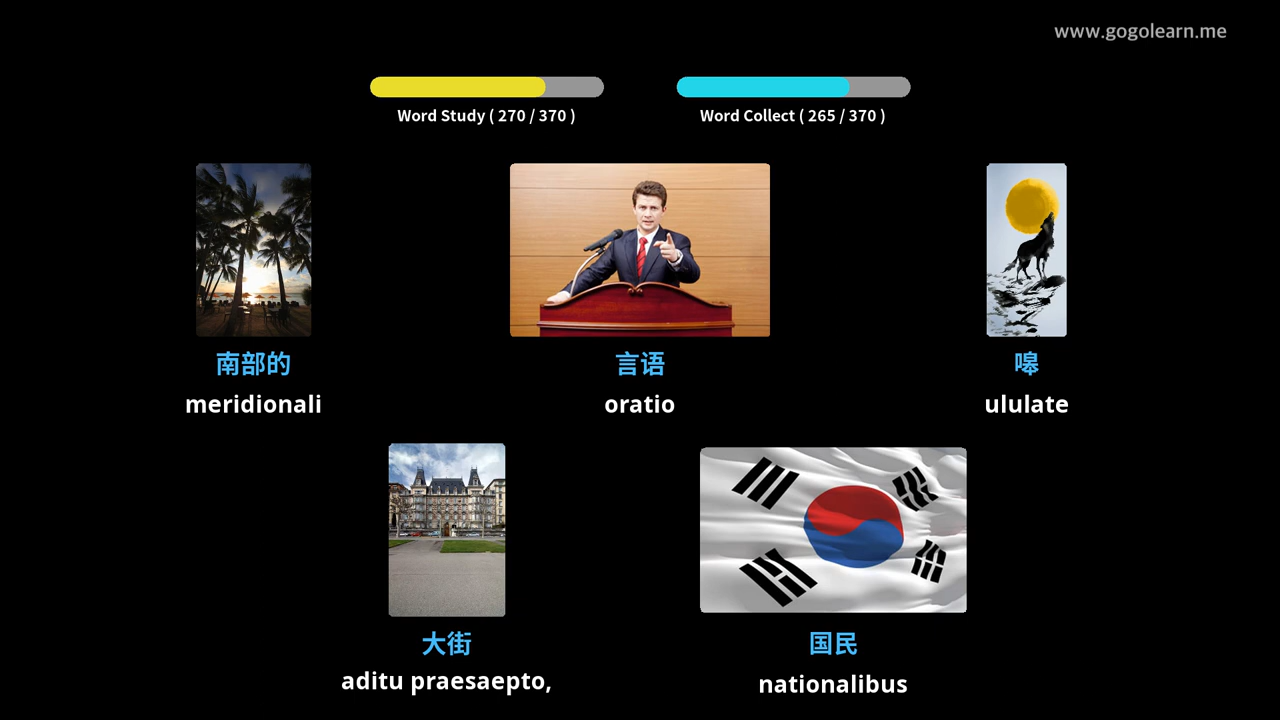 www.gogolearn.me
Word Study ( 270 / 370 )
Word Collect ( 265 / 370 )
南部的
meridionali
言语
oratio
嗥
ululate
大街
aditu praesaepto,
国民
nationalibus